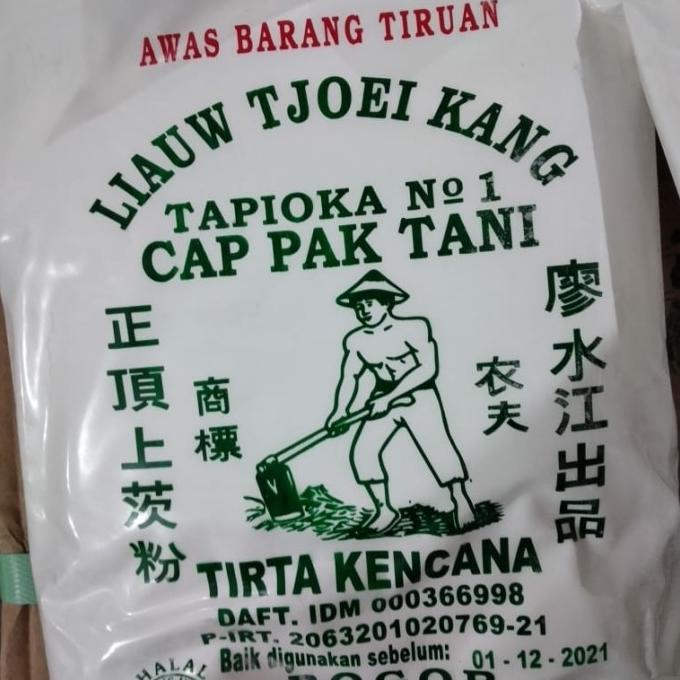 AWAS BARANG TIRUAN
LIAUW TJOEI KANG
TAPIOKA No 1
CAP PAK TANI
正頂上茨粉
商標
农夫
廖水江出品
TIRTA KENCANA
DAFT. IDM 000366998
P-IRT. 2063201020769-21
Baik digunakan sebelum: 01 - 12 - 2021
HALAL
BOGOR